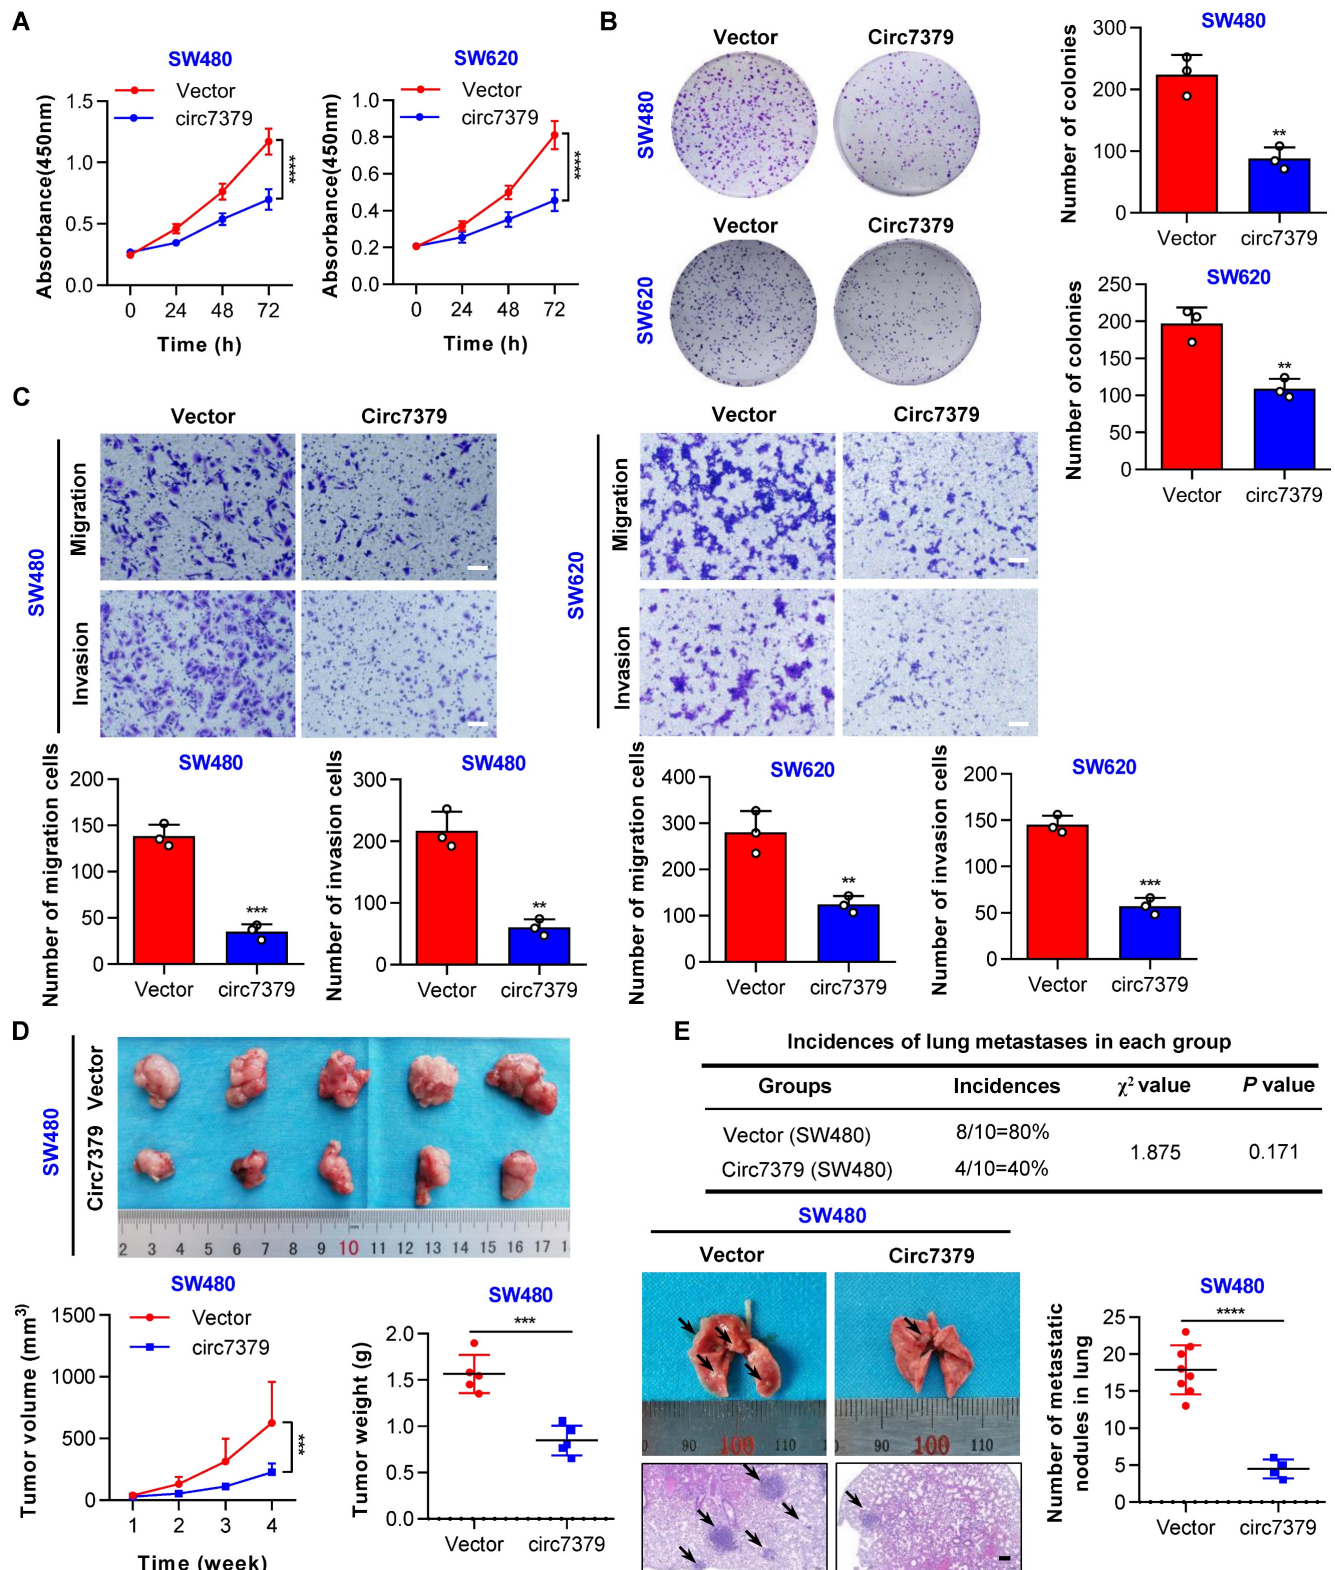 A
SW480
Vector
circ7379
Absorbance(450nm)
1.5
1.0
0.5
0.0
****
0 24 48 72
Time (h)
SW620
Vector
circ7379
Absorbance(450nm)
1.0
0.8
0.6
0.4
0.2
0.0
****
0 24 48 72
Time (h)
B
Vector Circ7379
SW480
Vector Circ7379
SW620
SW480
Number of colonies
300
200
100
0
**
Vector circ7379
SW620
Number of colonies
250
200
150
100
50
0
**
Vector circ7379
C
Vector Circ7379
SW480
Migration
Invasion
Vector Circ7379
SW620
Migration
Invasion
SW480
Number of migration cells
200
150
100
50
0
***
Vector circ7379
SW480
Number of invasion cells
300
200
100
0
**
Vector circ7379
SW620
Number of migration cells
400
300
200
100
0
**
Vector circ7379
SW620
Number of invasion cells
200
150
100
50
0
***
Vector circ7379
D
SW480
Vector
Circ7379
2 3 4 5 6 7 8 9 10 11 12 13 14 15 16 17
SW480
Vector
circ7379
Tumor volume (mm3)
1500
1000
500
0
***
1 2 3 4
Time (week)
SW480
Tumor weight (g)
2.0
1.5
1.0
0.5
0.0
***
Vector circ7379
E
Incidences of lung metastases in each group
Groups Incidences χ² value P value
Vector (SW480) 8/10=80%
1.875 0.171
Circ7379 (SW480) 4/10=40%
SW480
Vector Circ7379
0 90 100 110
90 100 110
SW480
Number of metastatic
nodules in lung
25
20
15
10
5
0
****
Vector circ7379